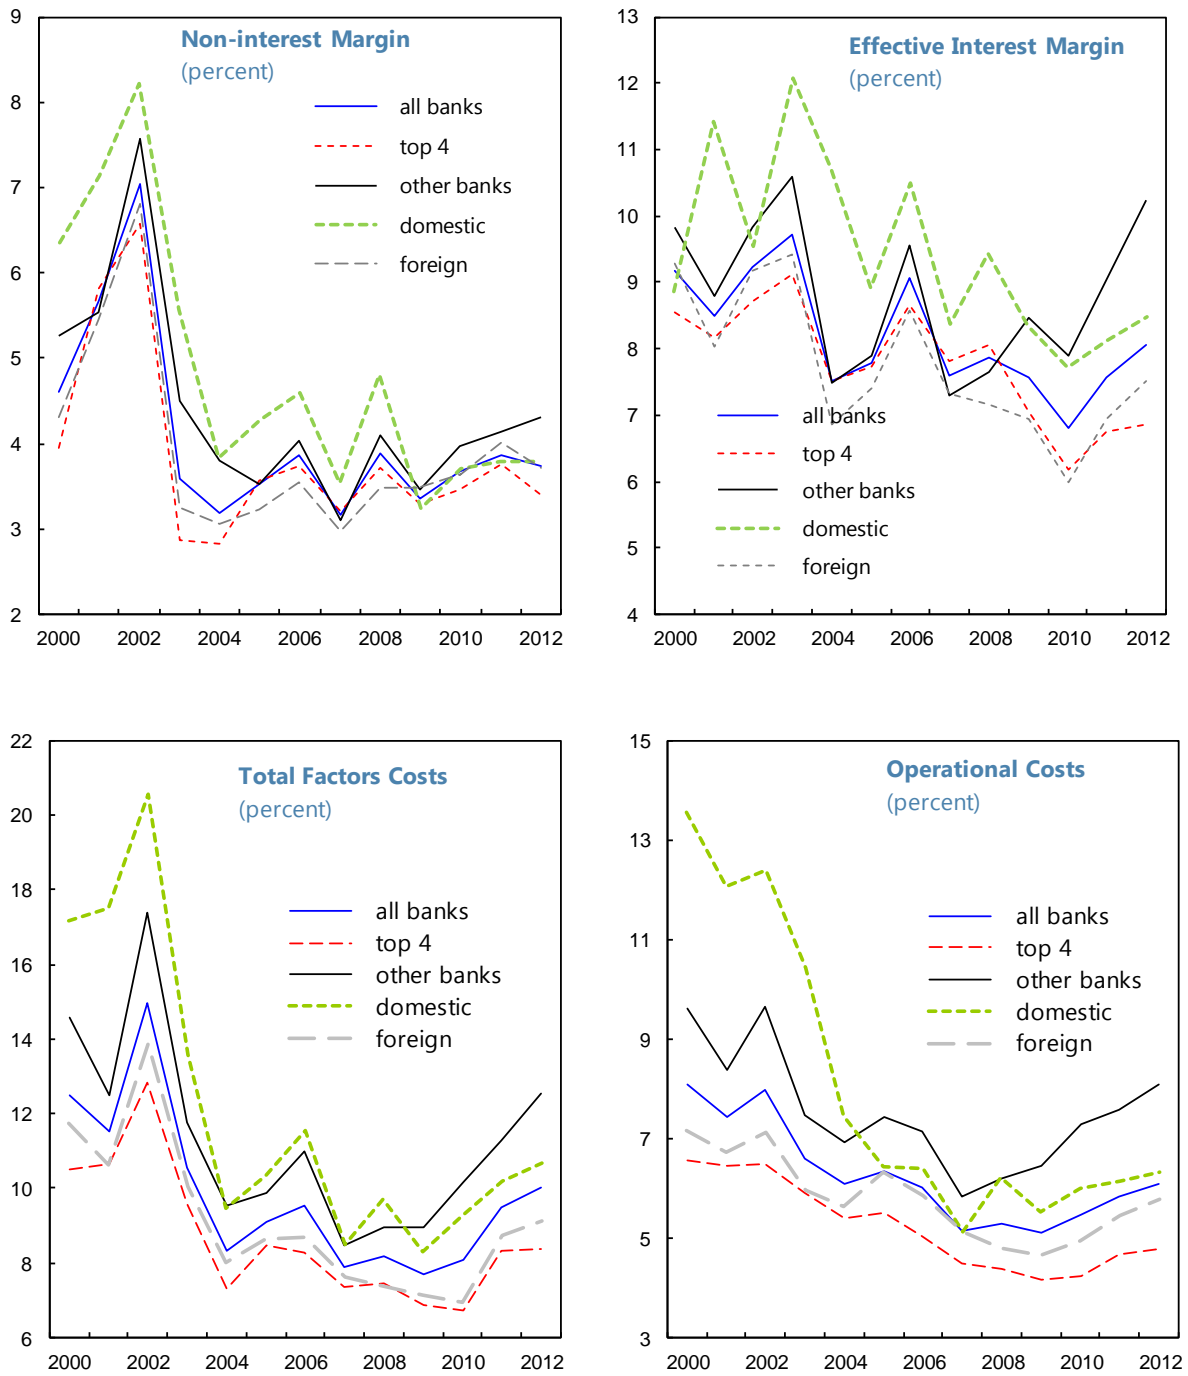 Non-interest Margin
(percent)
9
8
7
6
5
4
3
2
all banks
top 4
other banks
domestic
foreign
2000 2002 2004 2006 2008 2010 2012
Effective Interest Margin
(percent)
13
12
11
10
9
8
7
6
5
4
all banks
top 4
other banks
domestic
foreign
2000 2002 2004 2006 2008 2010 2012
Total Factors Costs
(percent)
22
20
18
16
14
12
10
8
6
all banks
top 4
other banks
domestic
foreign
2000 2002 2004 2006 2008 2010 2012
Operational Costs
(percent)
15
13
11
9
7
5
3
all banks
top 4
other banks
domestic
foreign
2000 2002 2004 2006 2008 2010 2012